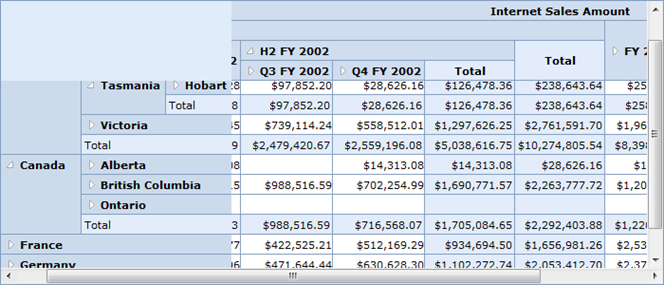 Internet Sales Amount
H2 FY 2002 Total FY 2
2 Q3 FY 2002 Q4 FY 2002 Total
Tasmania Hobart 28 $97,852.20 $28,626.16 $126,478.36 $238,643.64 $25
Total 8 $97,852.20 $28,626.16 $126,478.36 $238,643.64 $25
Victoria 35 $739,114.24 $558,512.01 $1,297,626.25 $2,761,591.70 $1,96
Total 9 $2,479,420.67 $2,559,196.08 $5,038,616.75 $10,274,805.54 $8,39
Canada Alberta 08 $14,313.08 $14,313.08 $28,626.16 $1
British Columbia 15 $988,516.59 $702,254.99 $1,690,771.57 $2,263,777.72 $1,20
Ontario
Total 3 $988,516.59 $716,568.07 $1,705,084.65 $2,292,403.88 $1,22
France 77 $422,525.21 $512,169.29 $934,694.50 $1,656,981.26 $2,53
Germany 06 $471,644.44 $630,628.30 $1,102,272.74 $2,053,412.70 $2,37